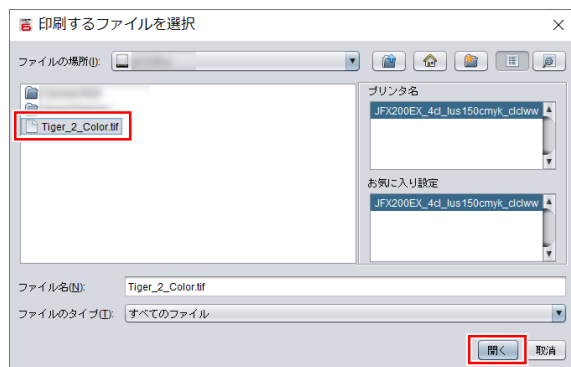 印刷するファイルを選択
ファイルの場所(I):
Tiger_2_Color.tif
プリンタ名
JFX200EX_4cl_lus150cmyk_clclww
お気に入り設定
JFX200EX_4cl_lus150cmyk_clclww
ファイル名(N): Tiger_2_Color.tif
ファイルのタイプ(T): すべてのファイル
開く 取消